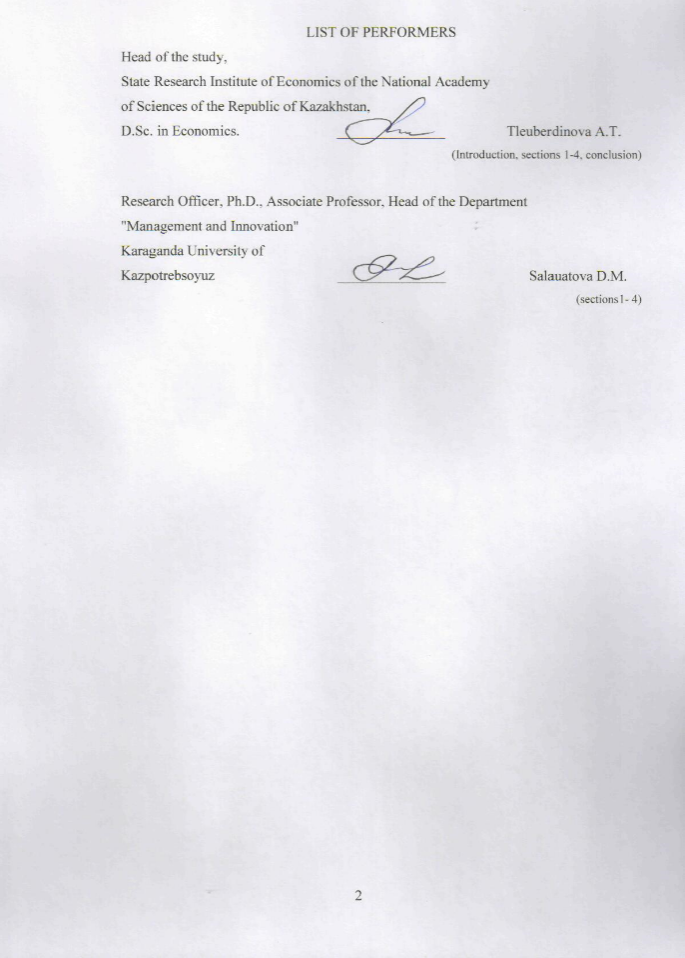 LIST OF PERFORMERS
Head of the study,
State Research Institute of Economics of the National Academy
of Sciences of the Republic of Kazakhstan,
D.Sc. in Economics. Tleuberdinova A.T.
(Introduction, sections 1-4, conclusion)
Research Officer, Ph.D., Associate Professor, Head of the Department
"Management and Innovation"
Karaganda University of
Kazpotrebsoyuz Salauatova D.M.
(sections1- 4)
2